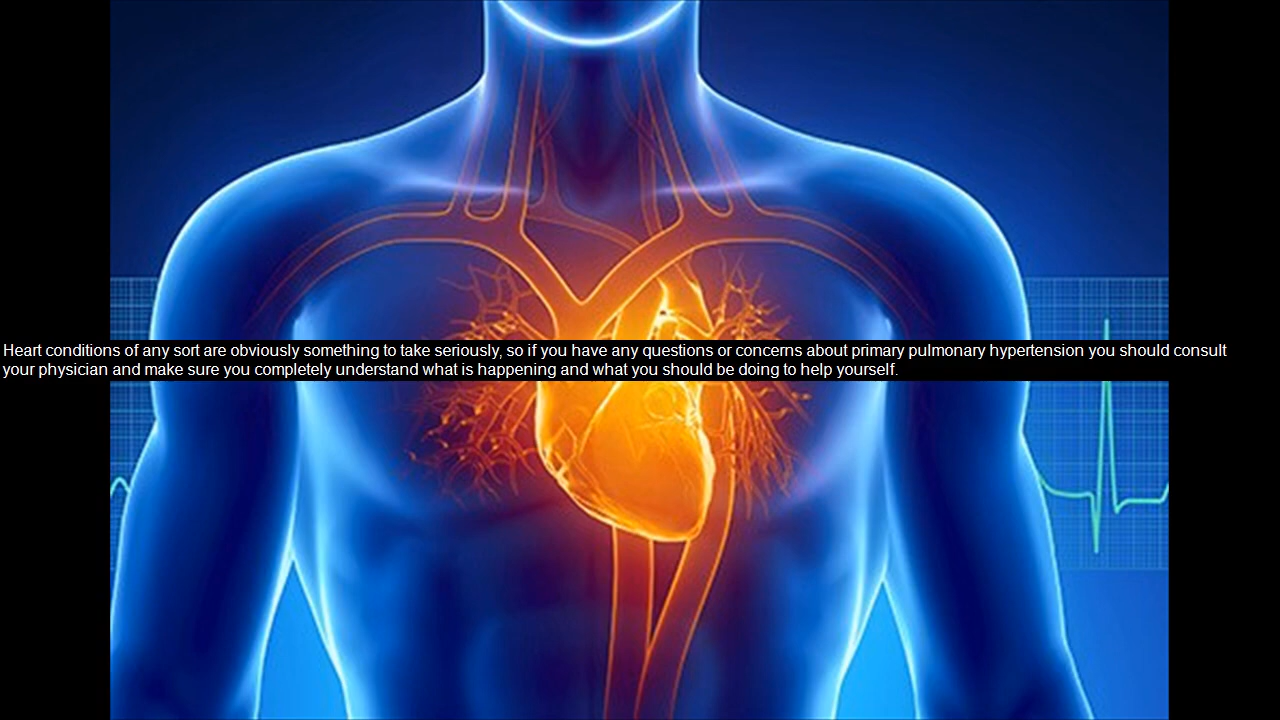 Heart conditions of any sort are obviously something to take seriously, so if you have any questions or concerns about primary pulmonary hypertension you should consult
your physician and make sure you completely understand what is happening and what you should be doing to help yourself.